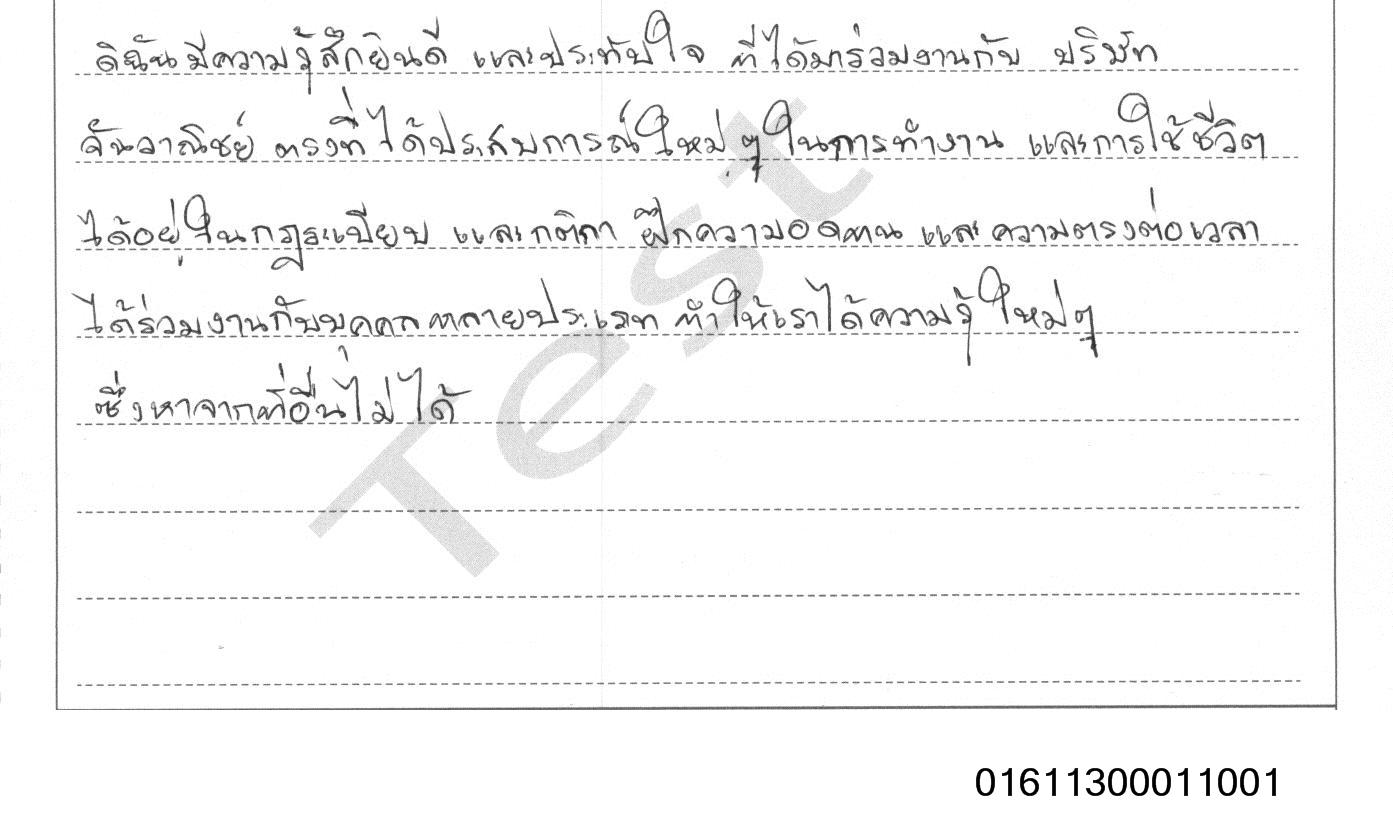 ดิฉันมีความรู้สึกยินดี และประทับใจ ที่ได้มาร่วมงานกับ บริษัท
จันวาณิชย์ ตรงที่ได้ประสบการณ์ใหม่ๆ ในการทำงาน และการใช้ชีวิต
ได้อยู่ในกฎระเบียบ และกติกา ฝึกความอดทน และความตรงต่อเวลา
ได้ร่วมงานกับบุคคลหลายประเภท ทำให้เราได้ความรู้ใหม่ๆ
ซึ่งหาจากที่อื่นไม่ได้
Test
01611300011001